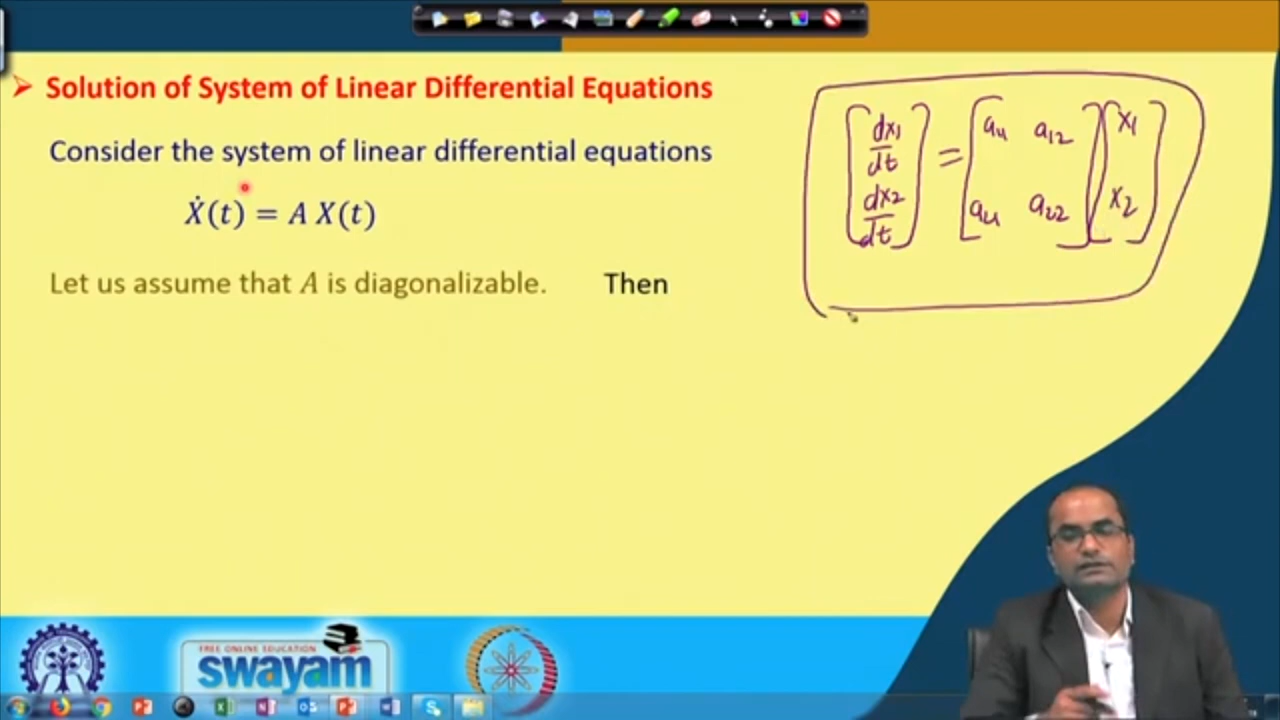 Solution of System of Linear Differential Equations
Consider the system of linear differential equations
Ẋ(t) = A X(t)
Let us assume that A is diagonalizable. Then
[dx₁/dt dx₂/dt] = [a₁₁ a₁₂ a₂₁ a₂₂] [x₁ x₂]
FREE ONLINE EDUCATION
swayam